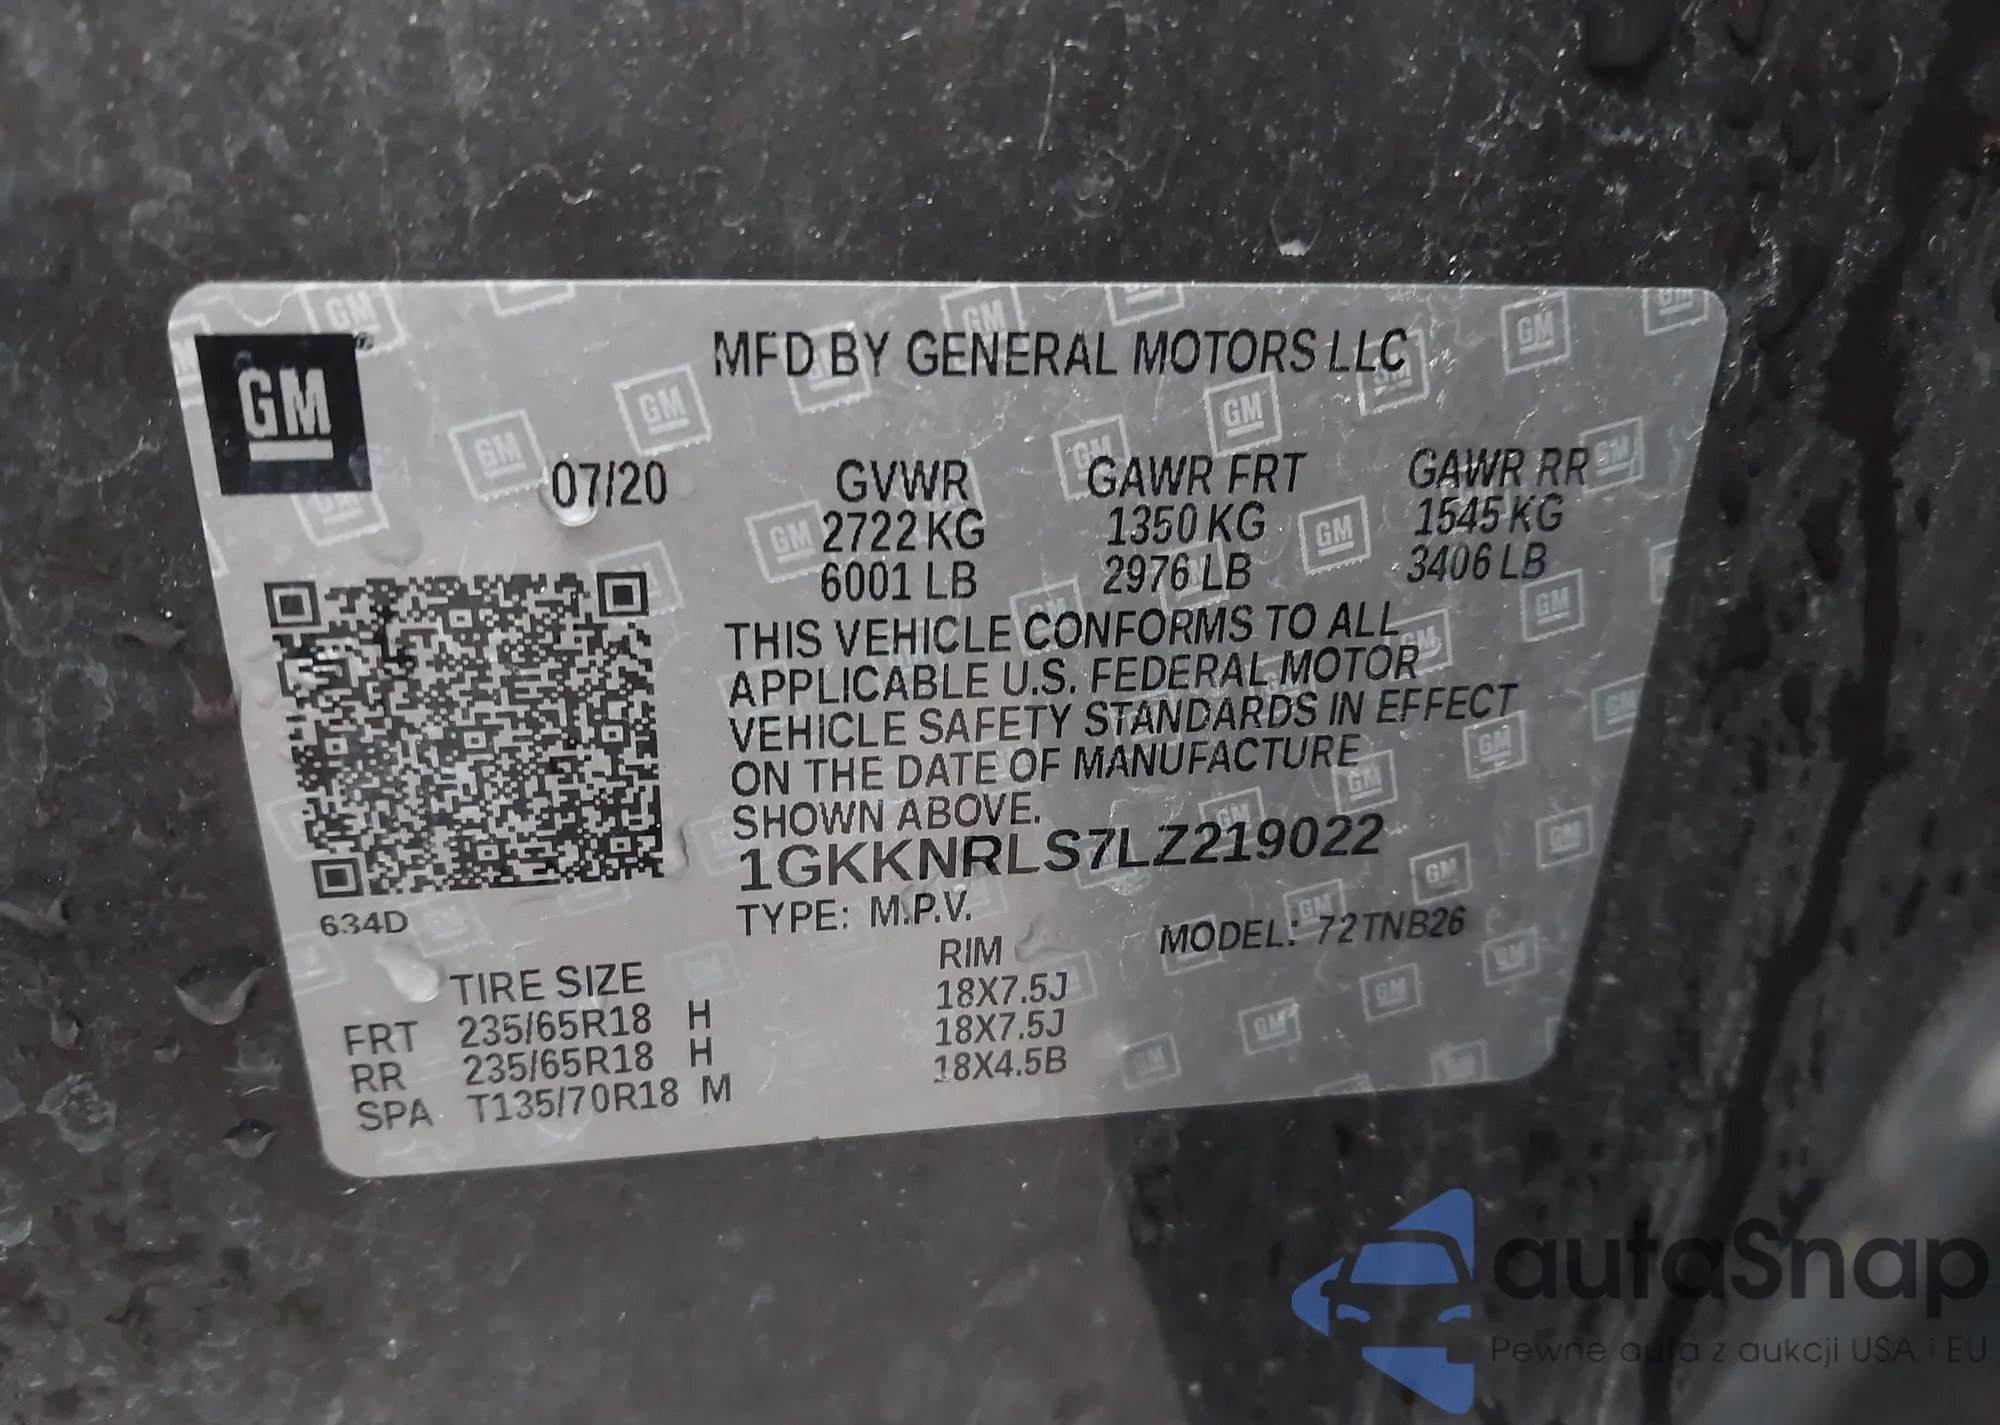 GM
MFD BY GENERAL MOTORS LLC
07/20 GVWR GAWR FRT GAWR RR
2722 KG 1350 KG 1545 KG
6001 LB 2976 LB 3406 LB
THIS VEHICLE CONFORMS TO ALL
APPLICABLE U.S. FEDERAL MOTOR
VEHICLE SAFETY STANDARDS IN EFFECT
ON THE DATE OF MANUFACTURE
SHOWN ABOVE.
1GKKNRLS7LZ219022
TYPE: M.P.V. MODEL: 72TNB26
634D
TIRE SIZE RIM
FRT 235/65R18 H 18X7.5J
RR 235/65R18 H 18X7.5J
SPA T135/70R18 M 18X4.5B
autaSnap
Pewne auta z aukcji USA i EU